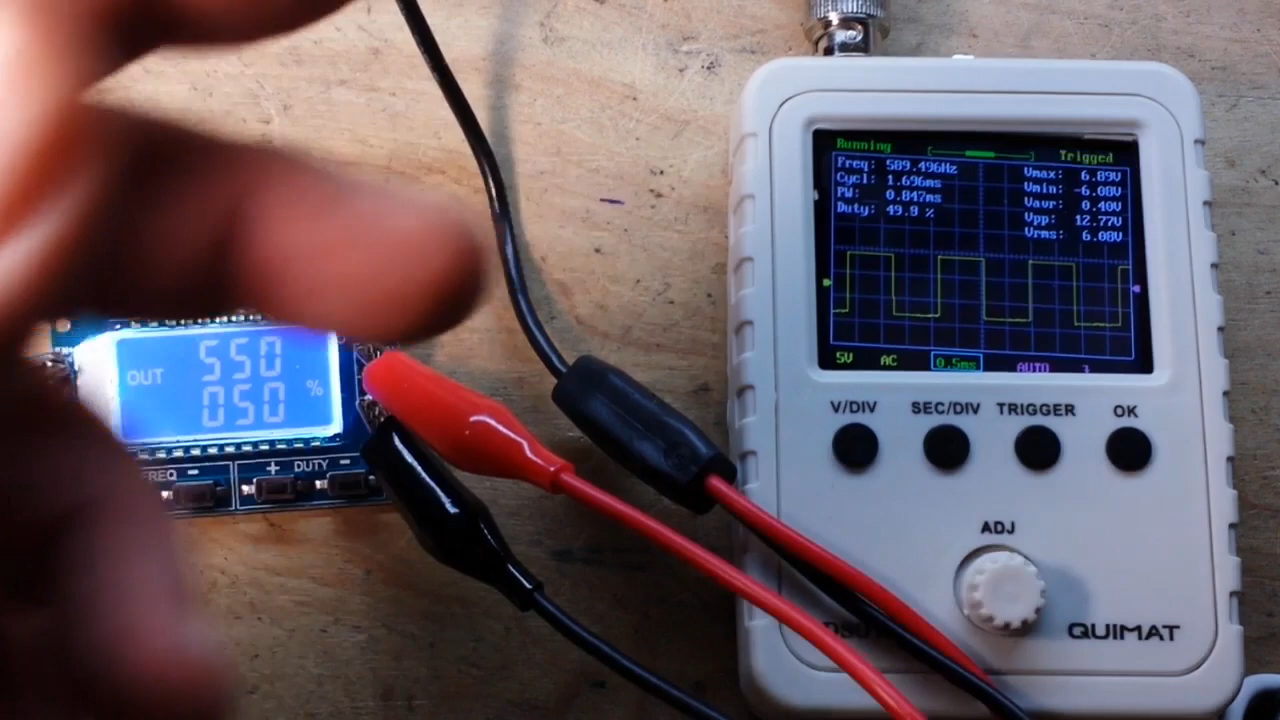 OUT 550
050 %
FREQ -
+ DUTY -
Running
Trigged
Freq: 589.496Hz
Cycl: 1.696ms
PW: 0.847ms
Duty: 49.9 %
Vmax: 6.89V
Vmin: -6.08V
Vavr: 0.40V
Vpp: 12.77V
Vrms: 6.08V
5V AC 0.5ms AUTO
V/DIV SEC/DIV TRIGGER OK
ADJ
QUIMAT